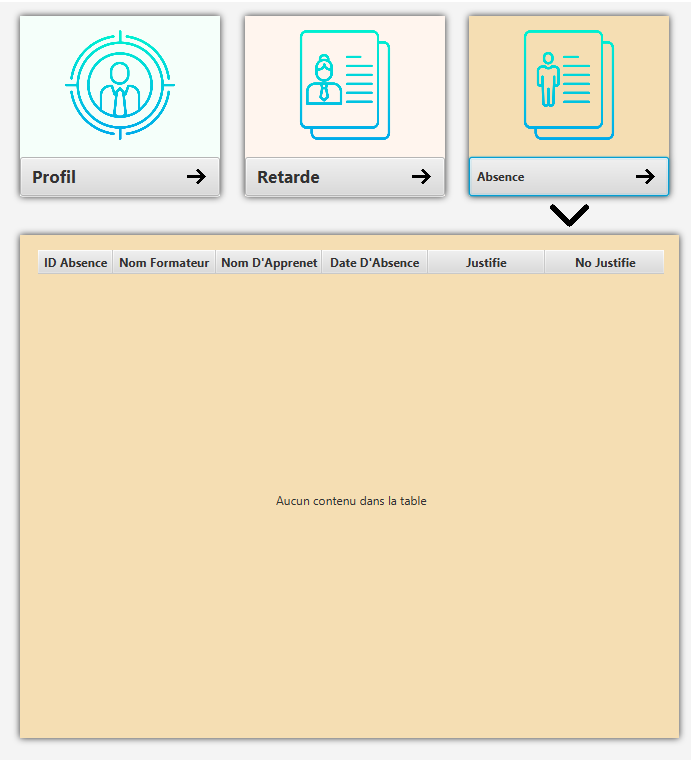 Profil
Retarde
Absence
ID Absence Nom Formateur Nom D'Apprenet Date D'Absence Justifie No Justifie
Aucun contenu dans la table